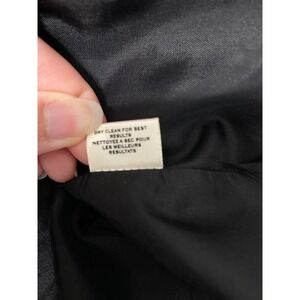 DRY CLEAN FOR BEST
RESULTS
NETTOYEZ A SEC POUR
LES MEILLEURS
RESULTATS